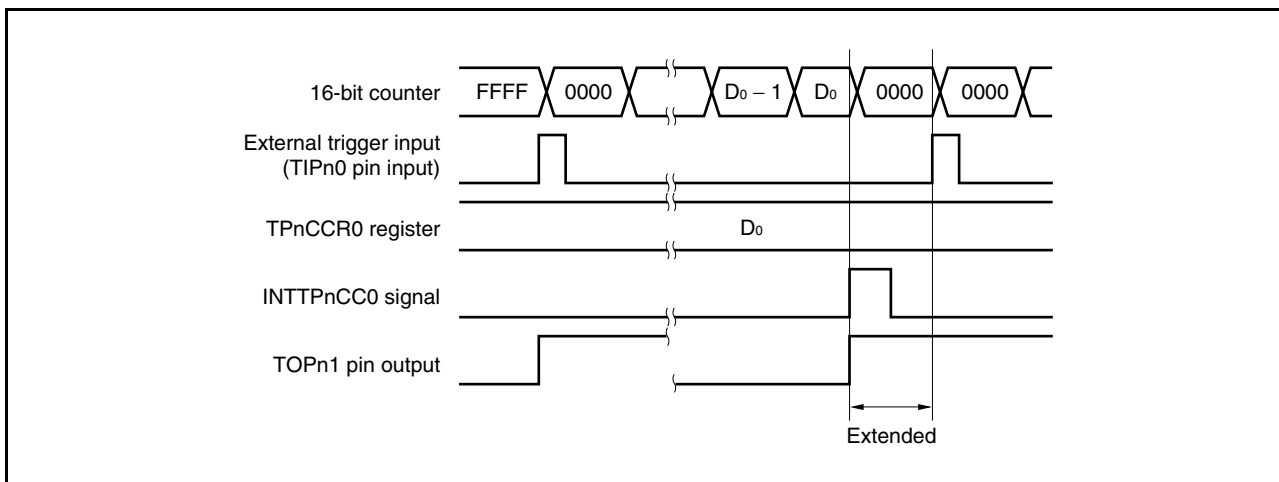 16-bit counter FFFF 0000 D0 − 1 D0 0000 0000
External trigger input
(TIPn0 pin input)
TPnCCR0 register D0
INTTPnCC0 signal
TOPn1 pin output
Extended